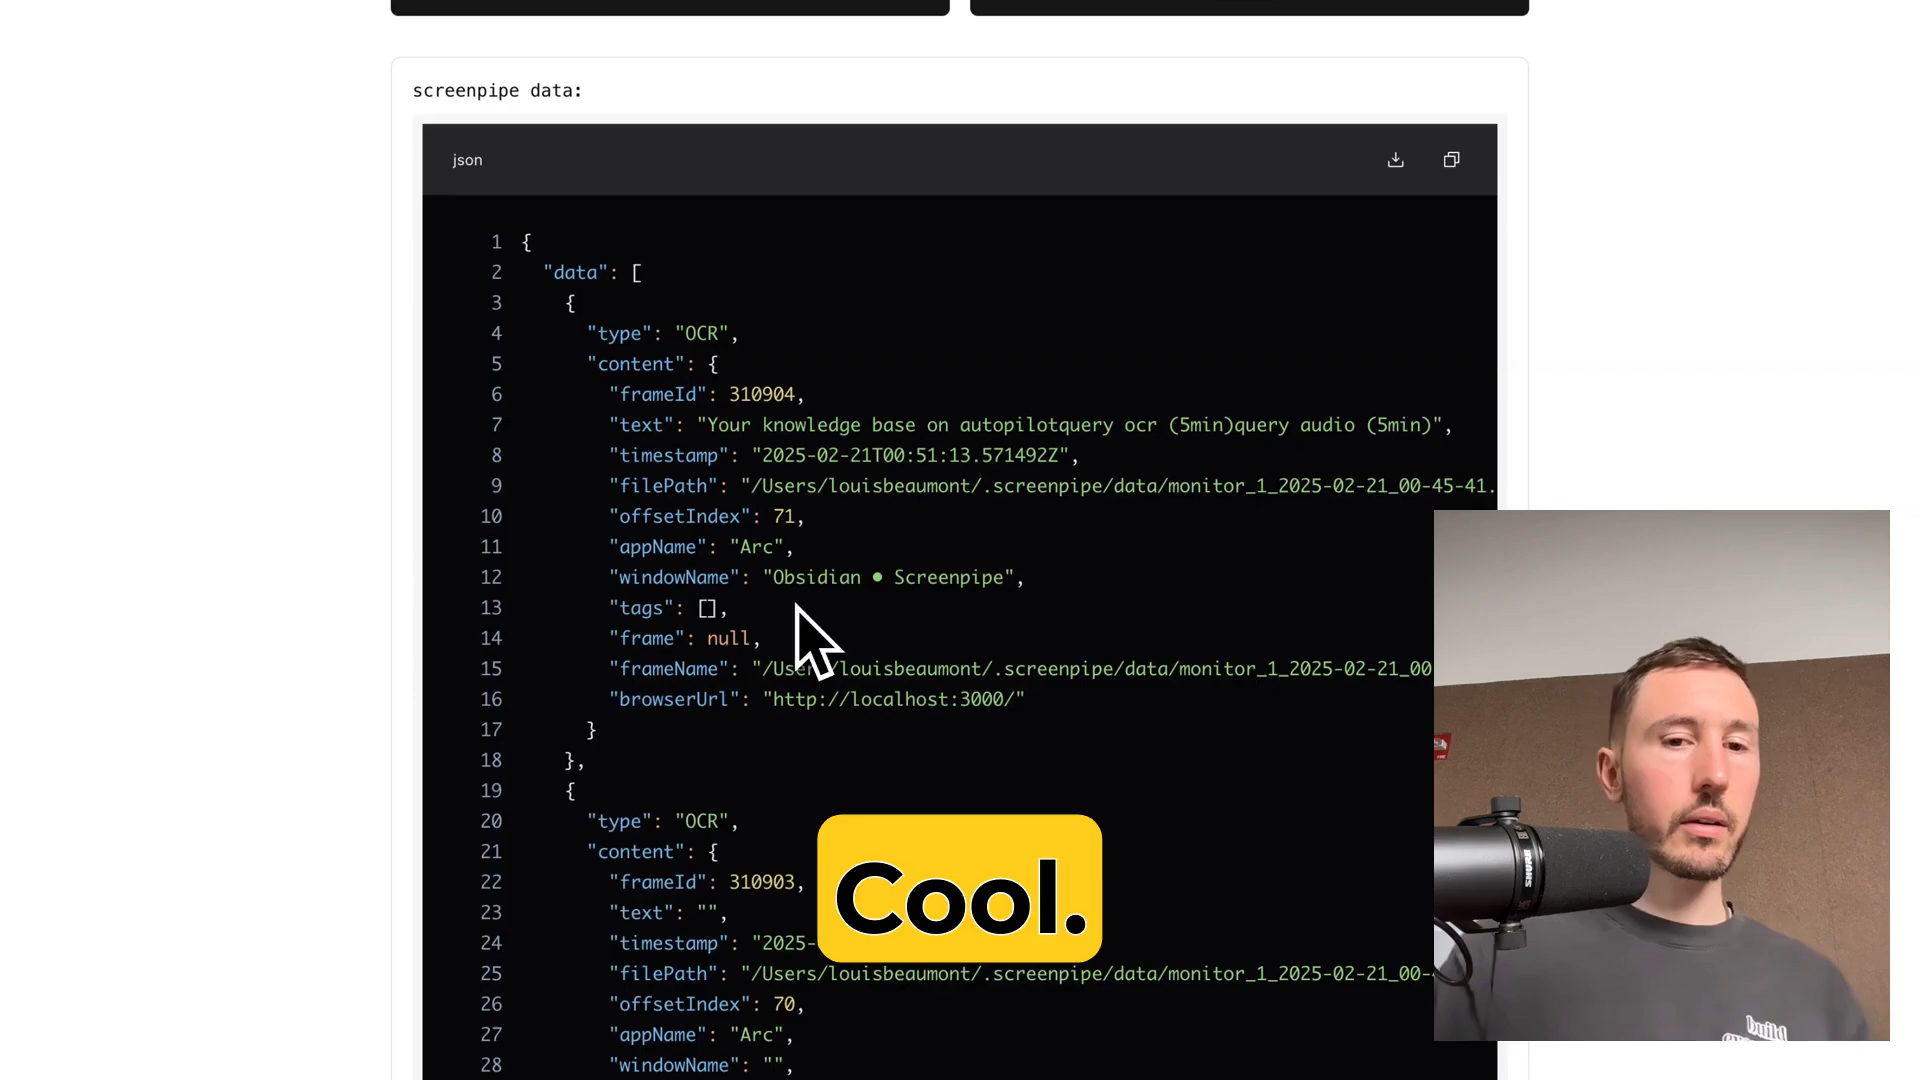 screenpipe data:
json
1 {
2 "data": [
3 {
4 "type": "OCR",
5 "content": {
6 "frameId": 310904,
7 "text": "Your knowledge base on autopilotquery ocr (5min)query audio (5min)",
8 "timestamp": "2025-02-21T00:51:13.571492Z",
9 "filePath": "/Users/louisbeaumont/.screenpipe/data/monitor_1_2025-02-21_00-45-41.
10 "offsetIndex": 71,
11 "appName": "Arc",
12 "windowName": "Obsidian • Screenpipe",
13 "tags": [],
14 "frame": null,
15 "frameName": "/Users/louisbeaumont/.screenpipe/data/monitor_1_2025-02-21_00
16 "browserUrl": "http://localhost:3000/"
17 }
18 },
19 {
20 "type": "OCR",
21 "content": {
22 "frameId": 310903,
23 "text": "",
24 "timestamp": "2025-
25 "filePath": "/Users/louisbeaumont/.screenpipe/data/monitor_1_2025-02-21_00-
26 "offsetIndex": 70,
27 "appName": "Arc",
28 "windowName": "",
Cool.
SHURE
build